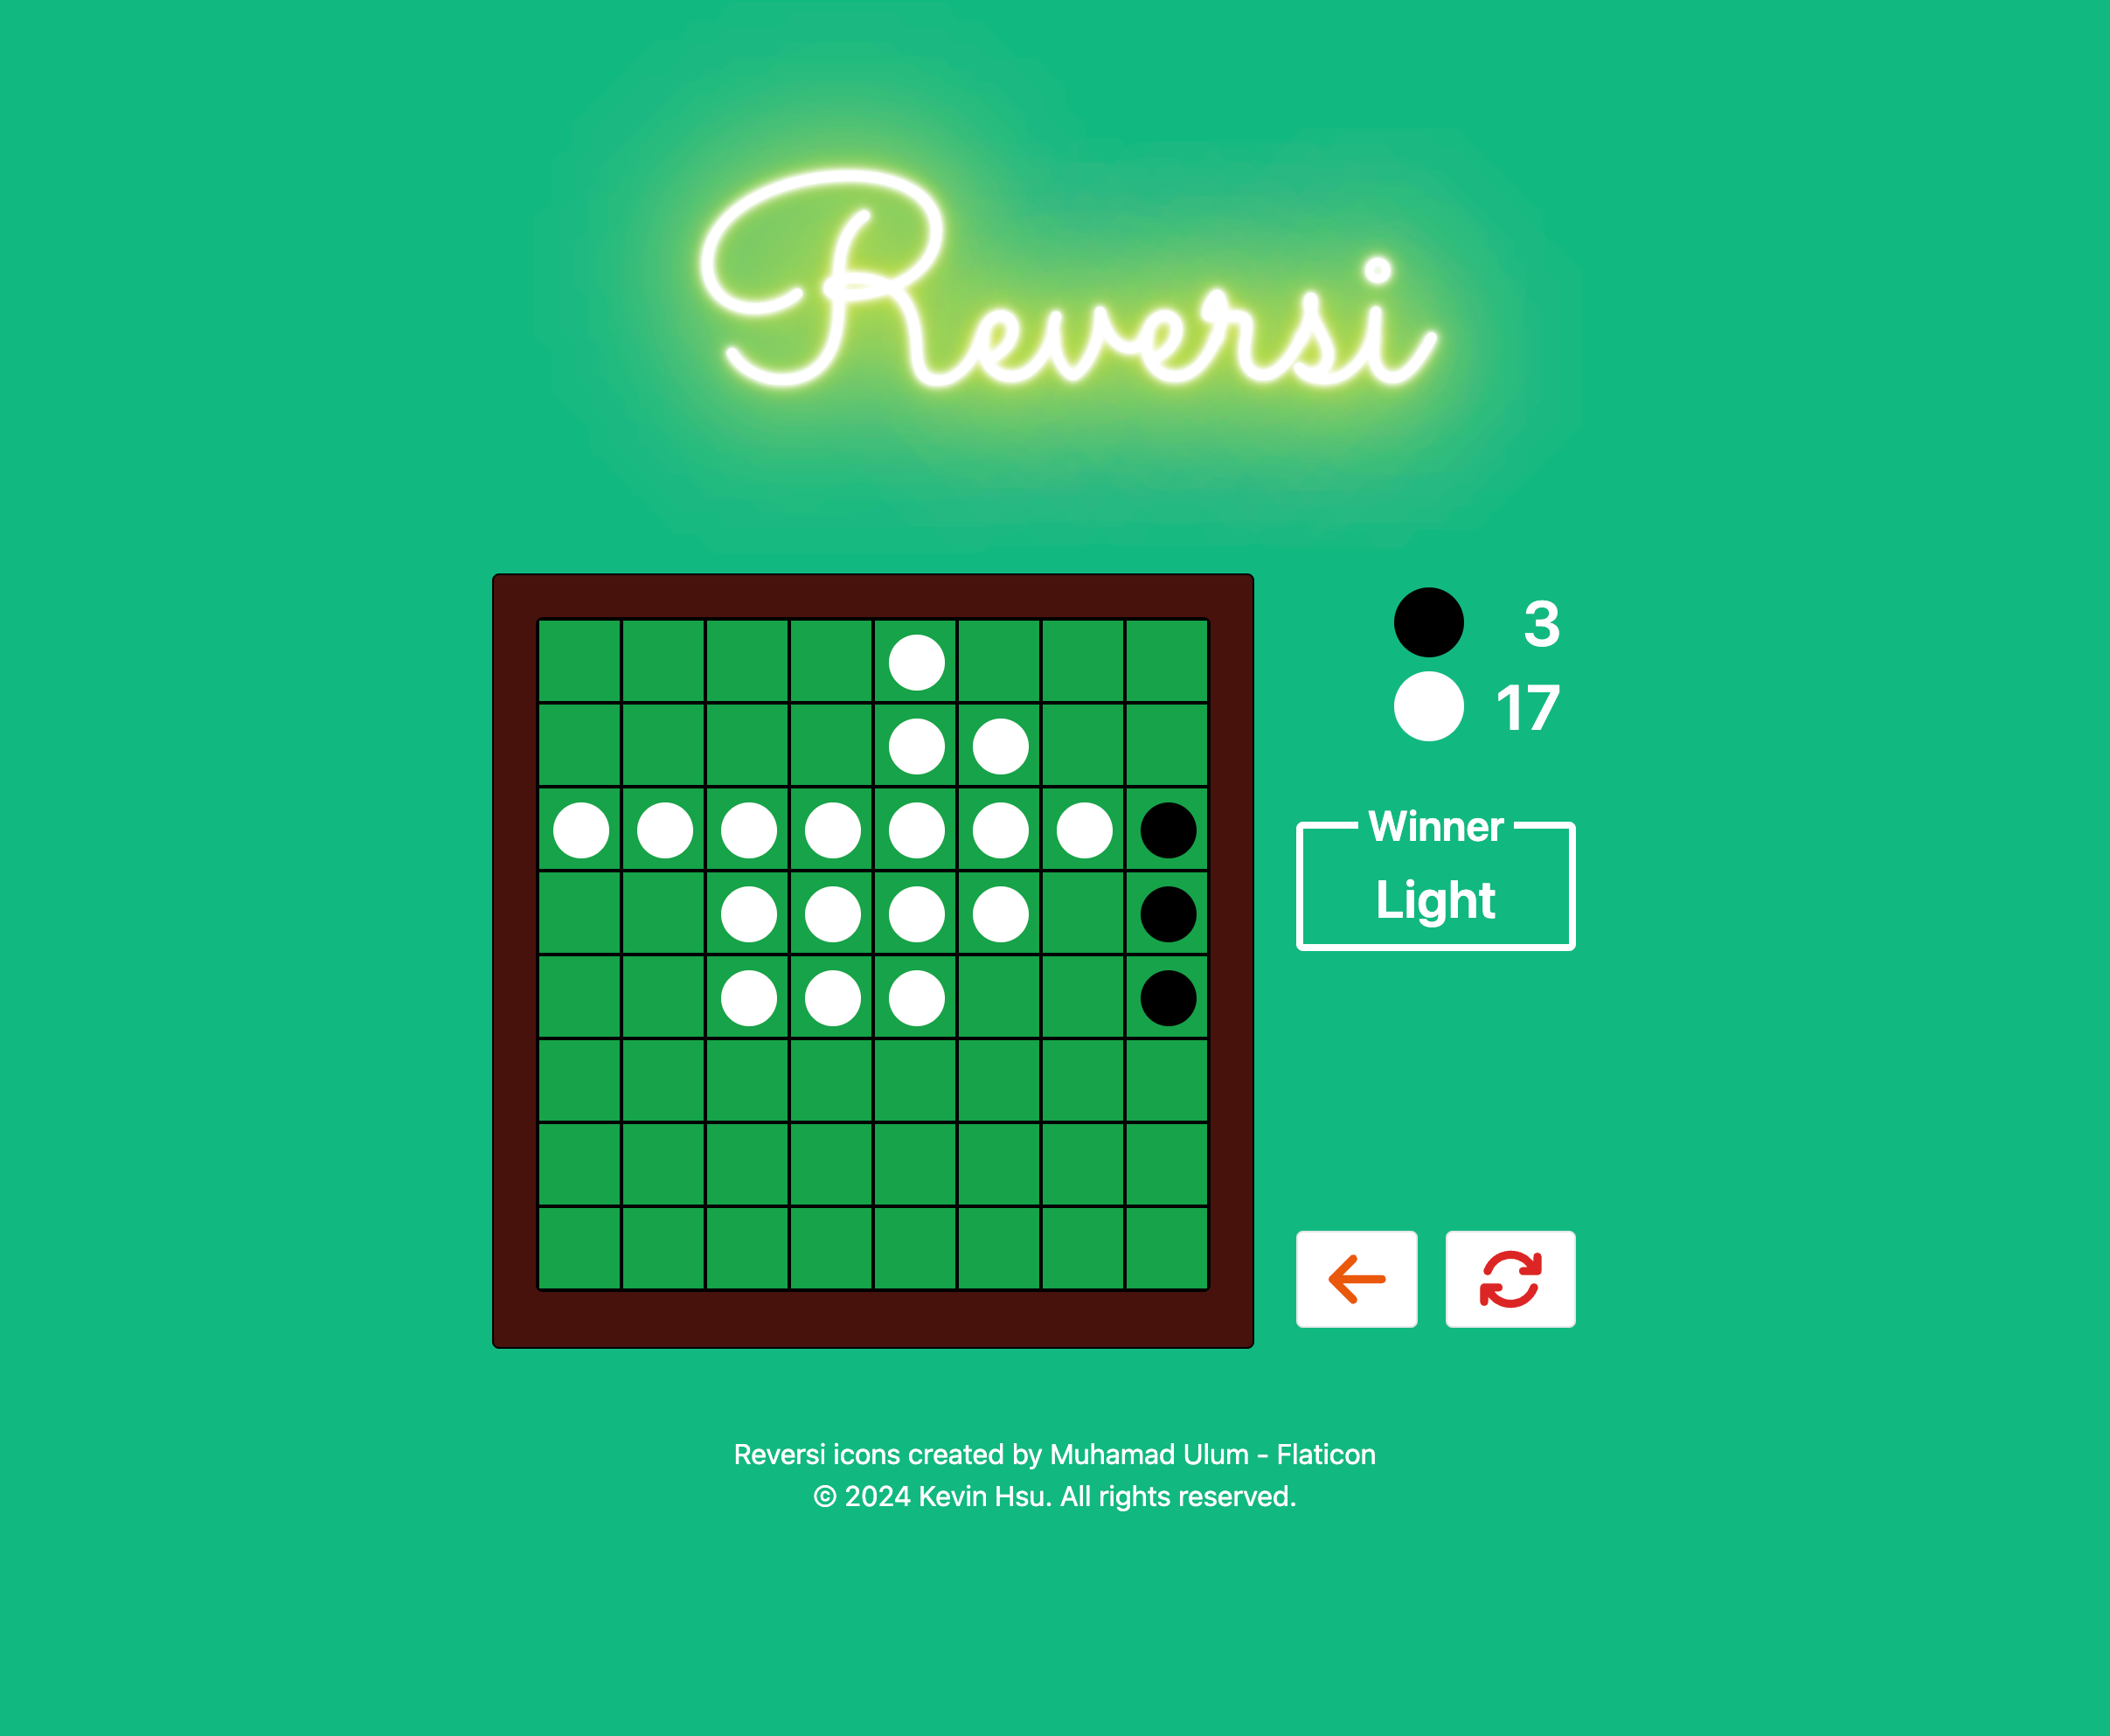 Reversi
3
17
Winner
Light
Reversi icons created by Muhamad Ulum - Flaticon
© 2024 Kevin Hsu. All rights reserved.